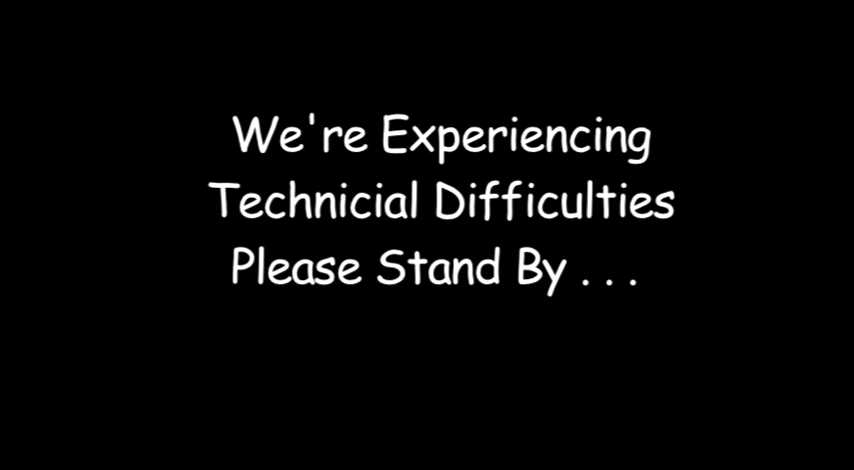 We're Experiencing
Technicial Difficulties
Please Stand By . . .